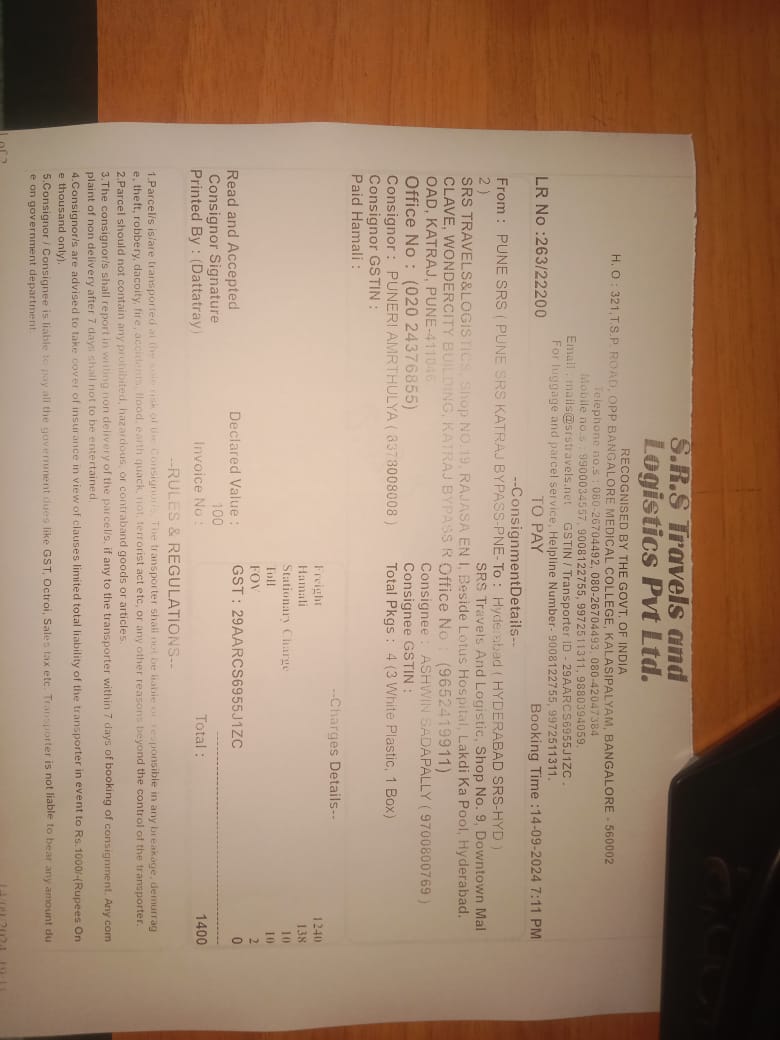 S.R.S Travels and
Logistics Pvt Ltd.
RECOGNISED BY THE GOVT. OF INDIA
H. O : 321,T.S.P. ROAD, OPP BANGALORE MEDICAL COLLEGE, KALASIPALYAM, BANGALORE - 560002
Telephone no.s : 080-26704492, 080-26704493, 080-42047384
Mobile no.s : 9900034567, 9008122755, 9972511311, 9880394059,
Email : mails@srstravels.net GSTIN / Transporter ID - 29AARCS6955J1ZC .
For luggage and parcel service, Helpline Number- 9008122755, 9972511311.
LR No :263/22200 TO PAY Booking Time :14-09-2024 7:11 PM
--ConsignmentDetails--
From : PUNE SRS ( PUNE SRS KATRAJ BYPASS-PNE- To : Hyderabad ( HYDERABAD SRS-HYD )
2 ) SRS Travels And Logistic, Shop No. 9, Downtown Mal
SRS TRAVELS&LOGISTICS, Shop NO 19, RAJASA EN l, Beside Lotus Hospital, Lakdi Ka Pool, Hyderabad.
CLAVE, WONDERCITY BUILDING, KATRAJ BYPASS R Office No : (9652419911)
OAD, KATRAJ, PUNE-411046 Consignee : ASHWIN SADAPALLY ( 9700800769 )
Office No : (020 24376855) Consignee GSTIN :
Consignor : PUNERI AMRTHULYA ( 8378008008 ) Total Pkgs : 4 (3 White Plastic, 1 Box)
Consignor GSTIN :
Paid Hamali :
--Charges Details--
Freight 1240
Hamali 138
Stationary Charge 10
Toll 10
FOV 2
Read and Accepted Declared Value : GST : 29AARCS6955J1ZC 0
Consignor Signature 100
Printed By : (Dattatray) Invoice No : Total : 1400
--RULES & REGULATIONS--
1.Parcel/s is/are transported at the sole risk of the Consignors. The transporter shall not be liable or responsible in any breakage, demurrag
e, theft, robbery, dacoity, fire, accidents, flood, earth quack, riot, terrorist act etc, or any other reasons beyond the control of the transporter.
2.Parcel should not contain any prohibited, hazardous, or contraband goods or articles.
3.The consignor/s shall report in writing non delivery of the parcel/s, if any to the transporter within 7 days of booking of consignment. Any com
plaint of non delivery after 7 days shall not to be entertained.
4.Consignor/s are advised to take cover of insurance in view of clauses limited total liability of the transporter in event to Rs.1000/-(Rupees On
e thousand only).
5.Consignor / Consignee is liable to pay all the government dues like GST, Octroi, Sales tax etc. Transporter is not liable to bear any amount du
e on government department.